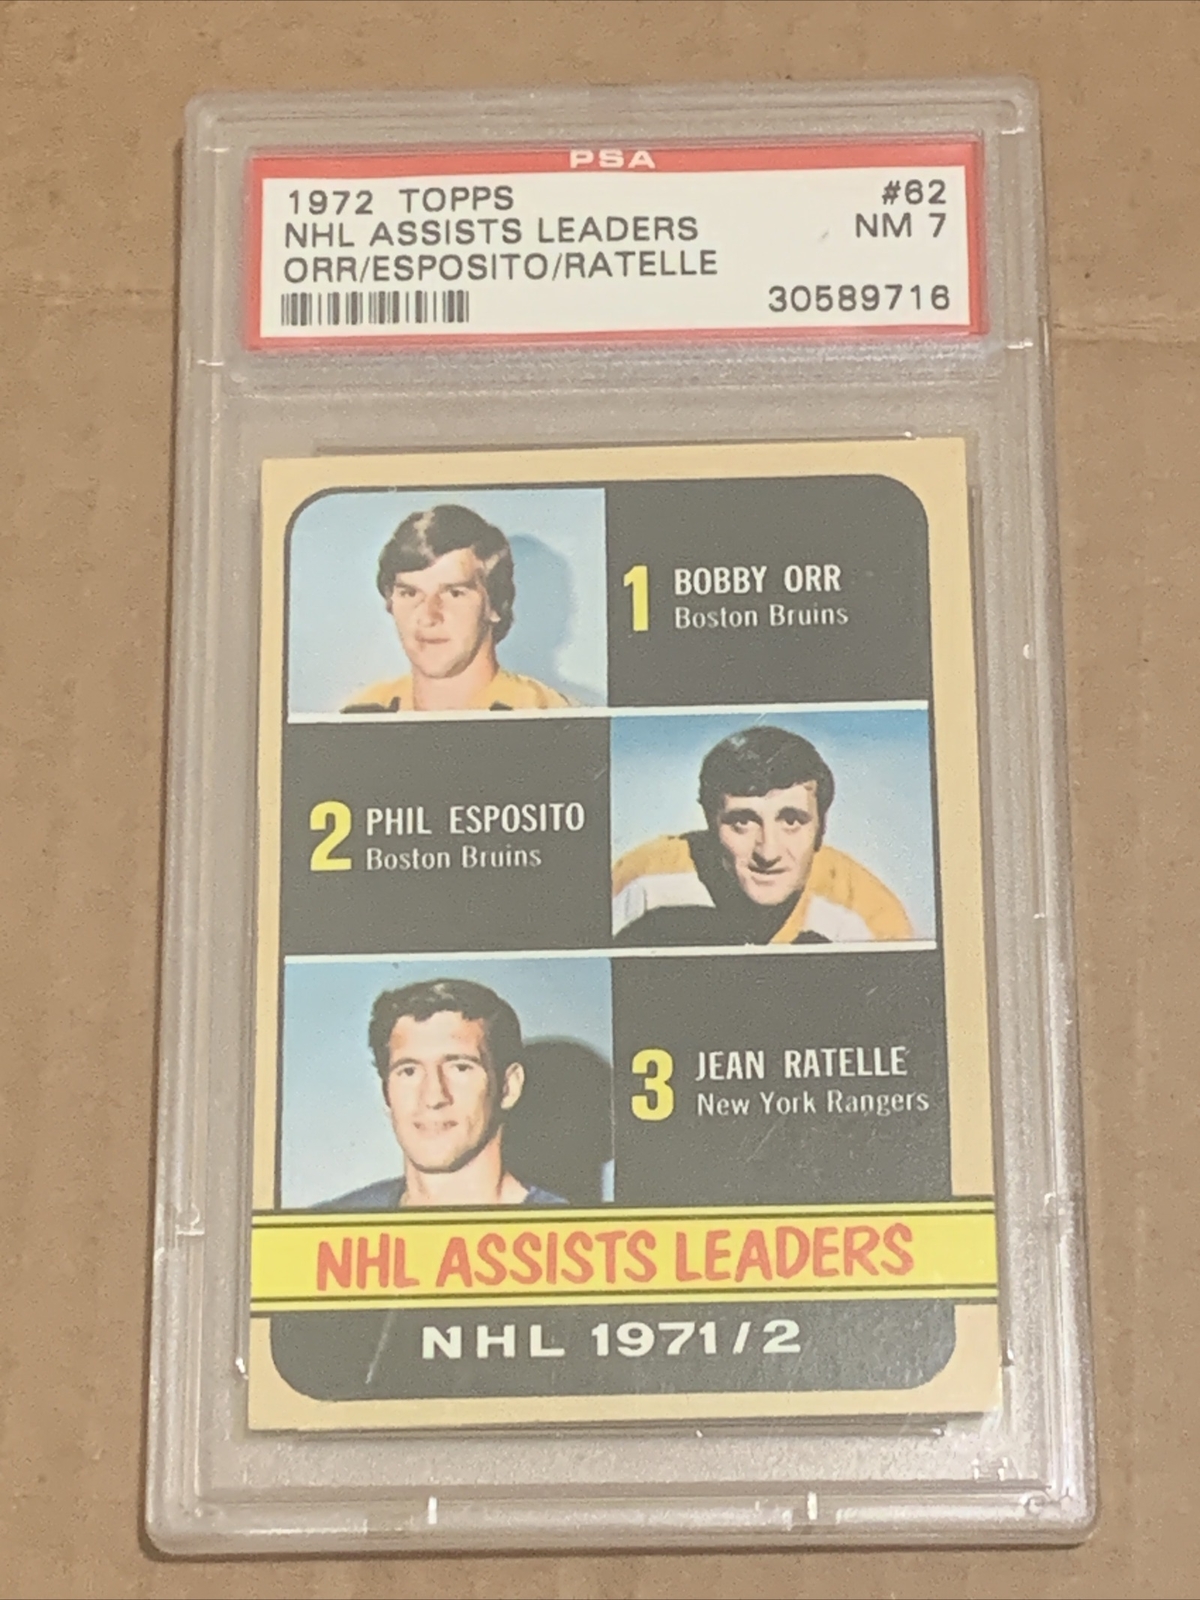 PSA
1972 TOPPS #62
NHL ASSISTS LEADERS NM 7
ORR/ESPOSITO/RATELLE
30589716
1 BOBBY ORR
Boston Bruins
2 PHIL ESPOSITO
Boston Bruins
3 JEAN RATELLE
New York Rangers
NHL ASSISTS LEADERS
NHL 1971/2